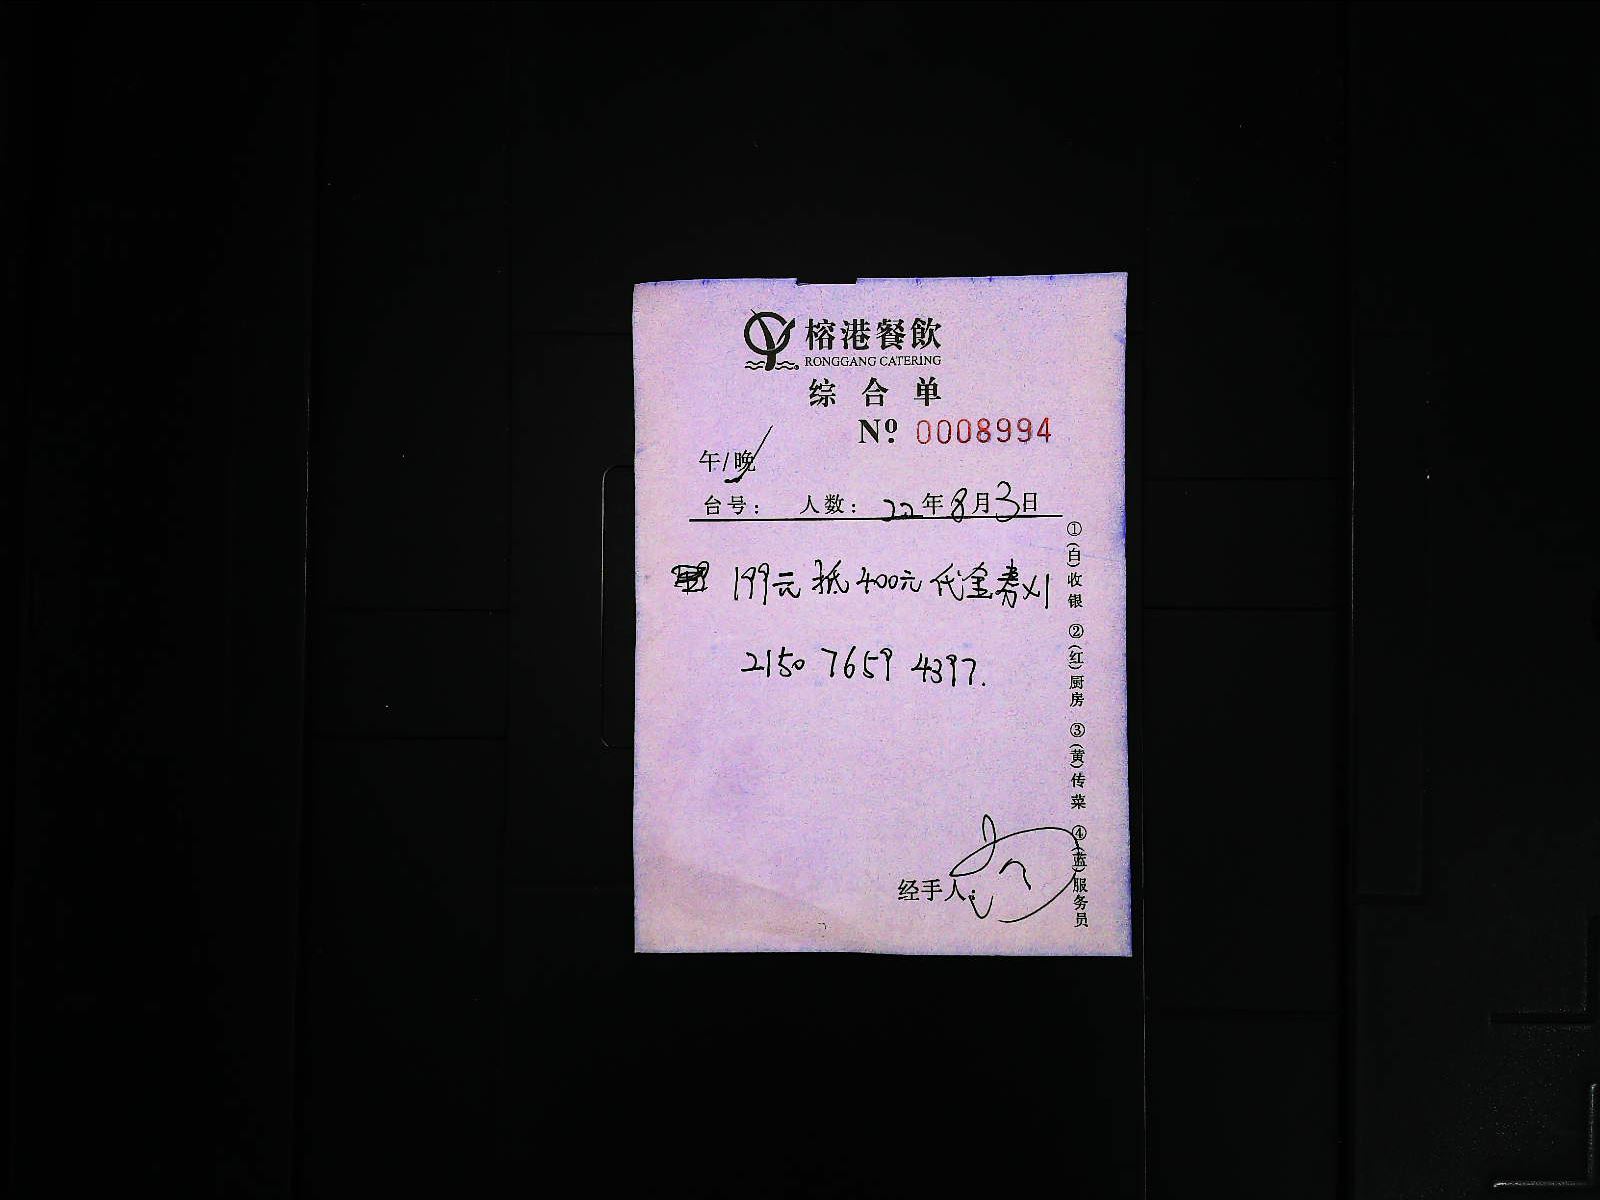 榕港餐飲
RONGGANG CATERING
综合单
Nº 0008994
午/晚
台号： 人数： 22年8月3日
199元抵400元代金券x1
2150 7659 4397.
经手人：
①(白)收银 ②(红)厨房 ③(黄)传菜 ④(蓝)服务员